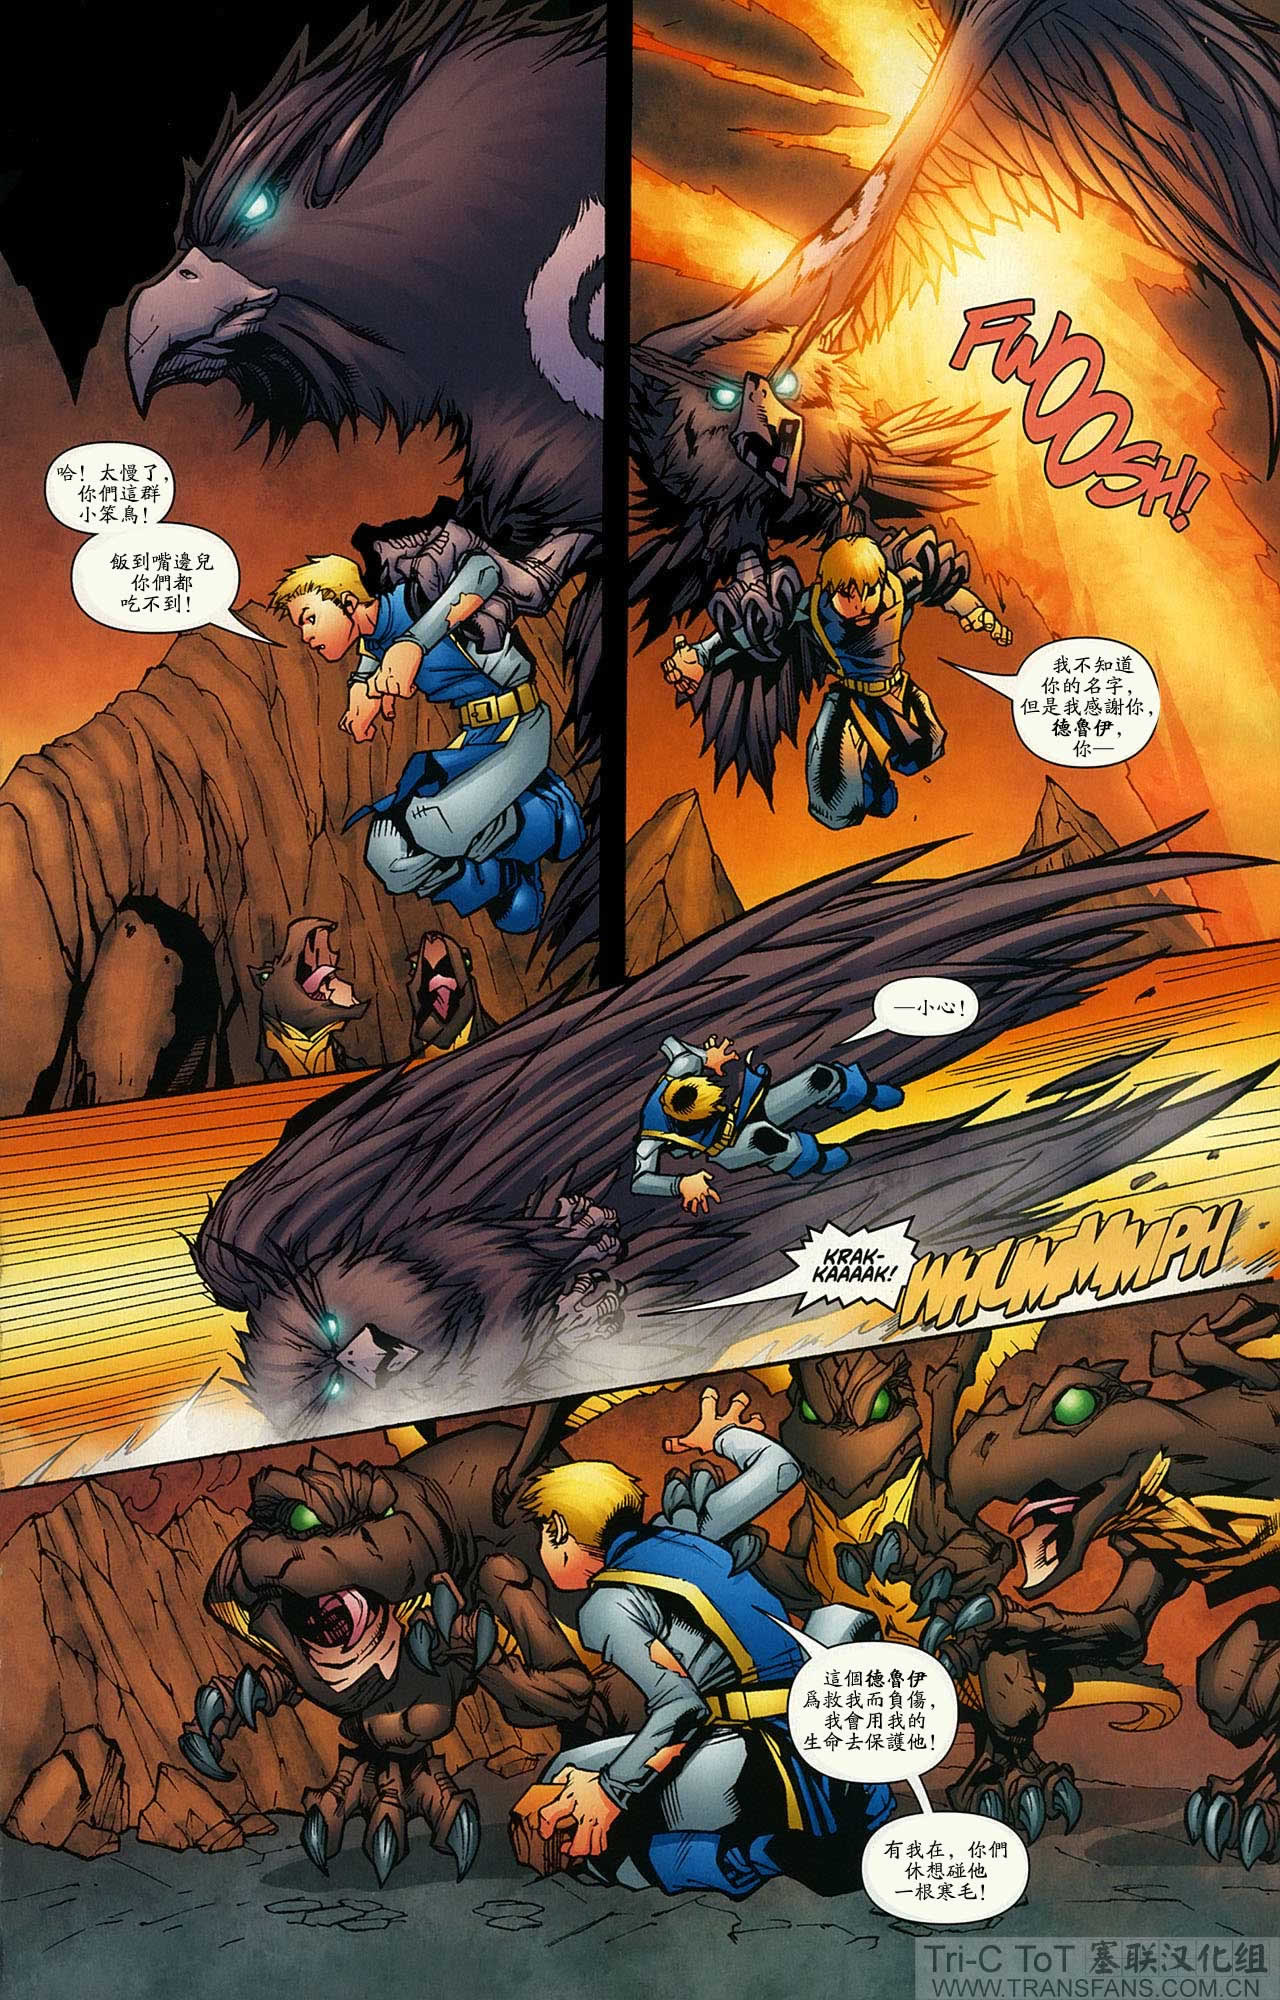 哈！太慢了，
你們這群
小笨鳥！
飯到嘴邊兒
你們都
吃不到！
FWOOSH!
我不知道
你的名字，
但是我感謝你，
德魯伊，
你—
—小心！
KRAK-
KAAAAK!
WHUMMMMPH
這個德魯伊
爲救我而負傷，
我會用我的
生命去保護他！
有我在，你們
休想碰他
一根寒毛！
Tri-C ToT 塞联汉化组
WWW.TRANSFANS.COM.CN